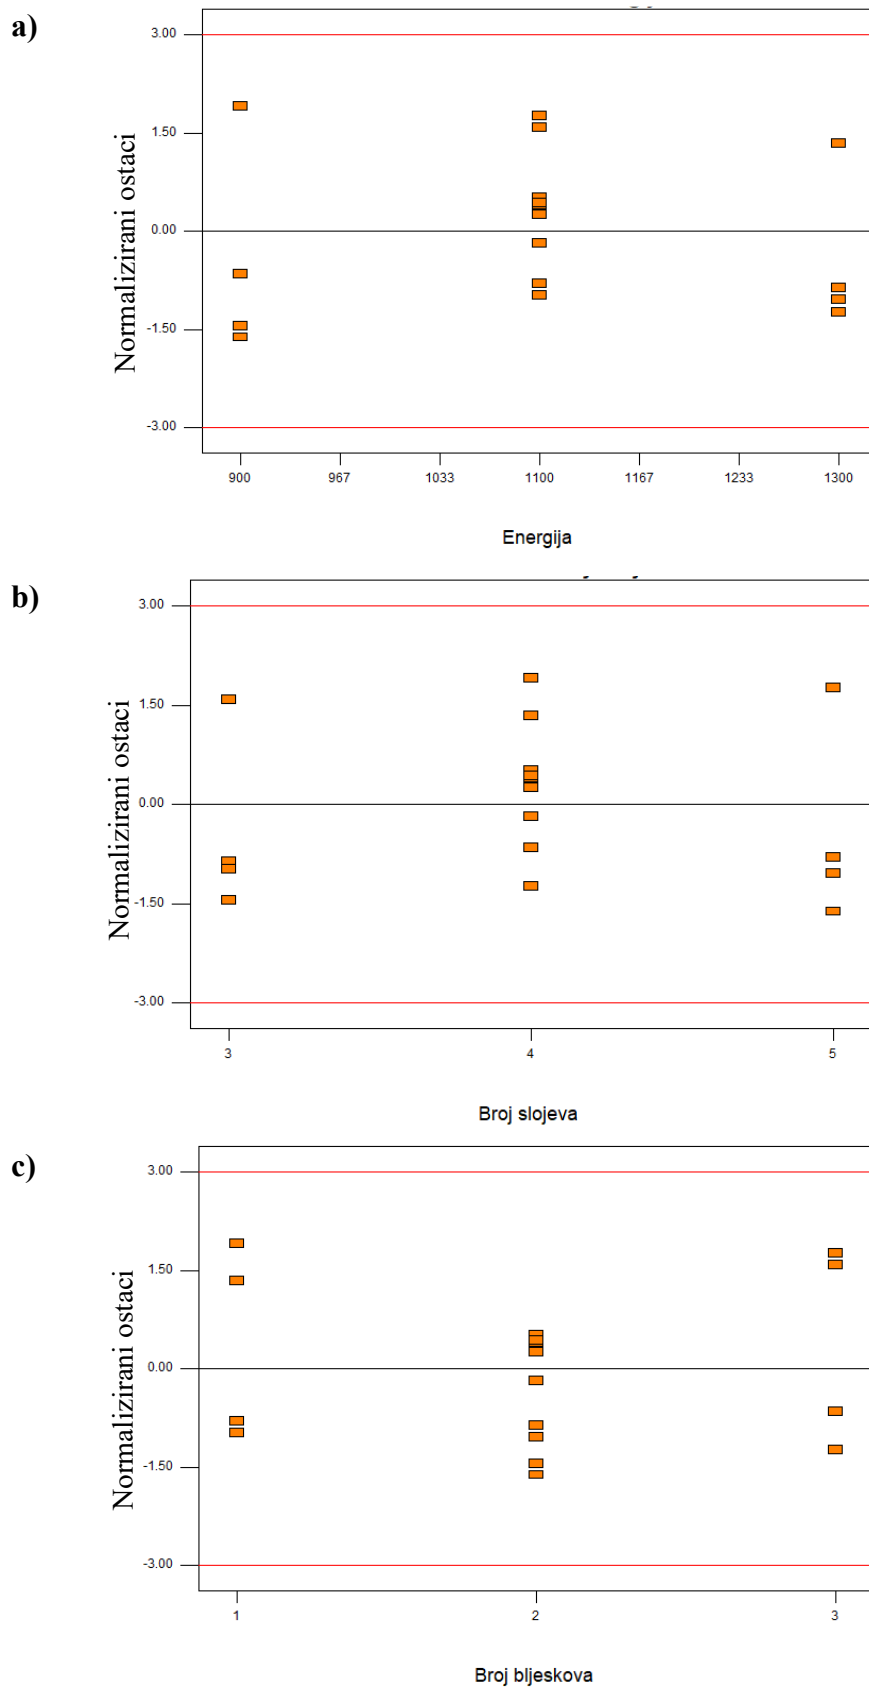 a)
3.00
1.50
0.00
-1.50
-3.00
Normalizirani ostaci
900 967 1033 1100 1167 1233 1300
Energija
b)
3.00
1.50
0.00
-1.50
-3.00
Normalizirani ostaci
3 4 5
Broj slojeva
c)
3.00
1.50
0.00
-1.50
-3.00
Normalizirani ostaci
1 2 3
Broj bljeskova